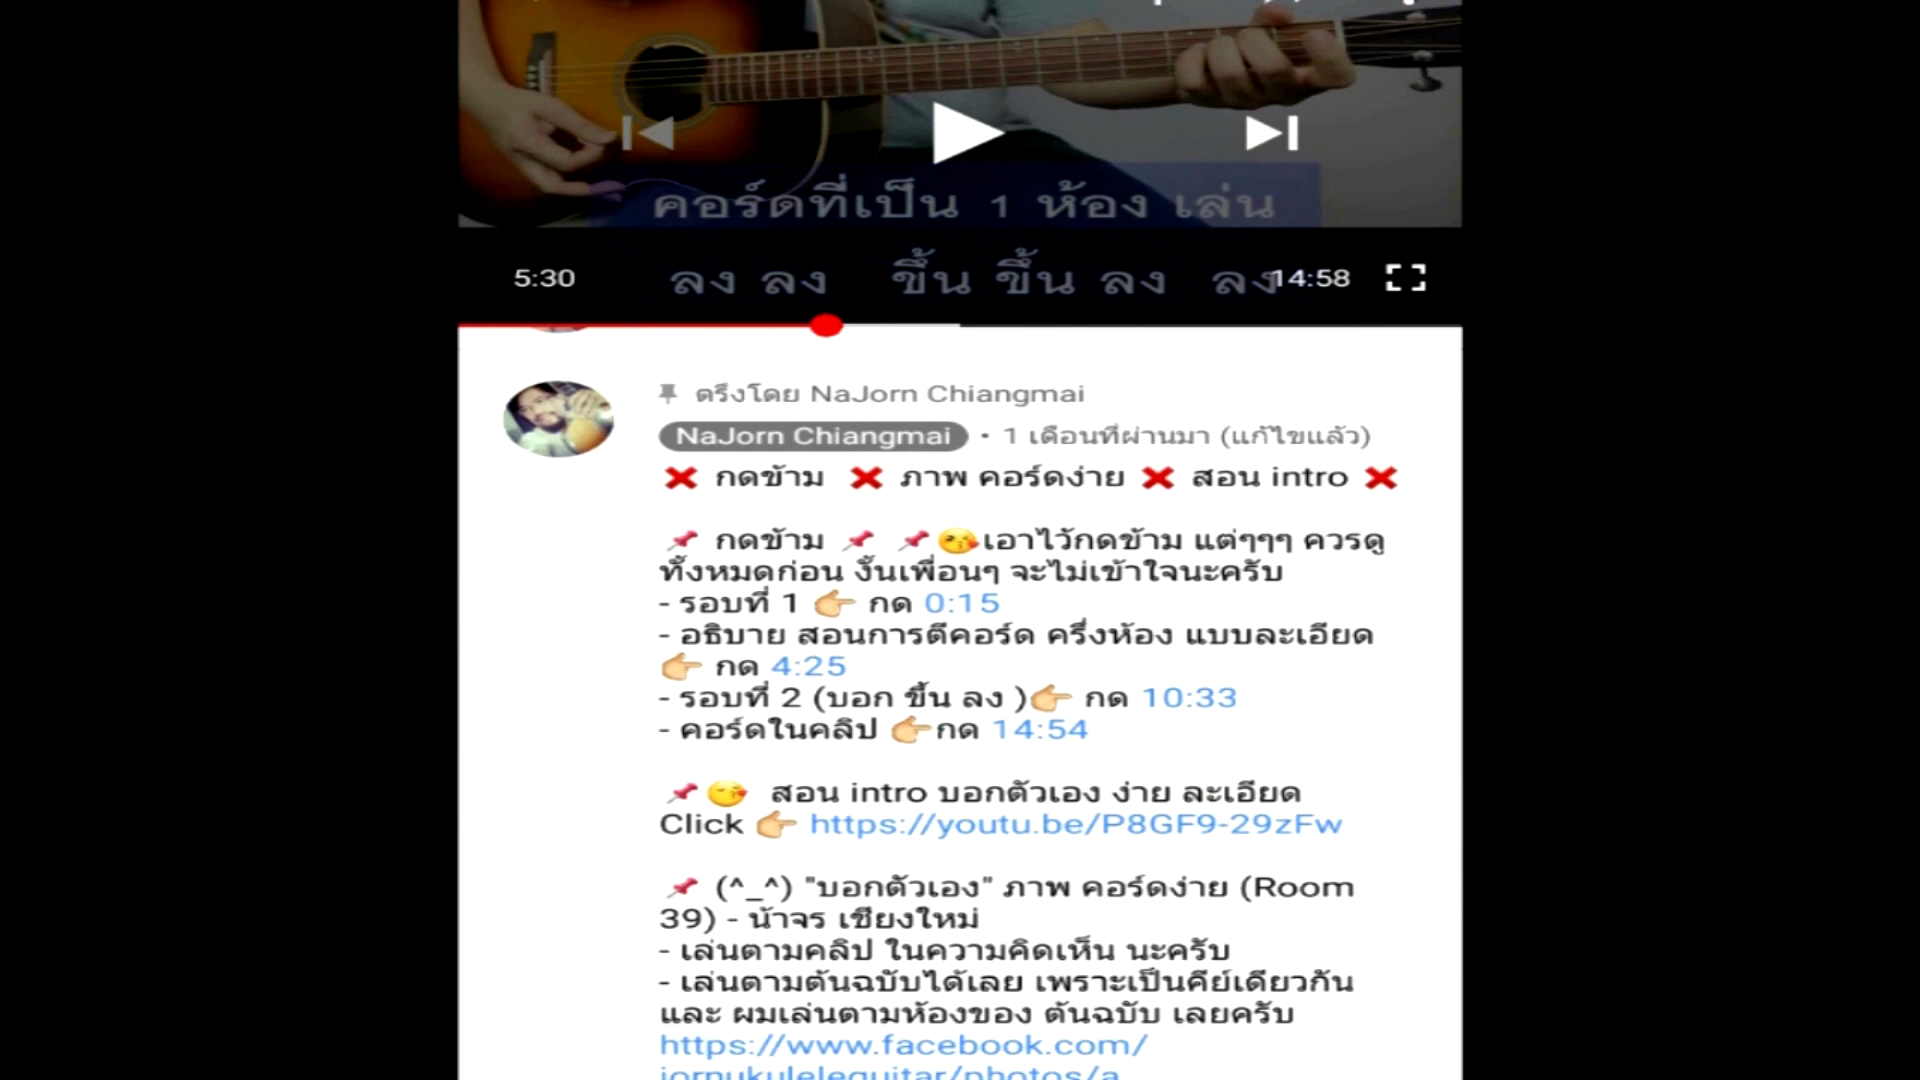 คอร์ดที่เป็น 1 ห้อง เล่น
ลง ลง ขึ้น ขึ้น ลง ลง
5:30
14:58
ตรึงโดย NaJorn Chiangmai
NaJorn Chiangmai • 1 เดือนที่ผ่านมา (แก้ไขแล้ว)
❌ กดข้าม ❌ ภาพ คอร์ดง่าย ❌ สอน intro ❌
📌 กดข้าม 📌 📌😘เอาไว้กดข้าม แต่ๆๆๆ ควรดู
ทั้งหมดก่อน งั้นเพื่อนๆ จะไม่เข้าใจนะครับ
- รอบที่ 1 👉 กด 0:15
- อธิบาย สอนการตีคอร์ด ครึ่งห้อง แบบละเอียด
👉 กด 4:25
- รอบที่ 2 (บอก ขึ้น ลง )👉 กด 10:33
- คอร์ดในคลิป 👉กด 14:54
📌😘 สอน intro บอกตัวเอง ง่าย ละเอียด
Click 👉 https://youtu.be/P8GF9-29zFw
📌 (^_^) "บอกตัวเอง" ภาพ คอร์ดง่าย (Room
39) - น้าจร เชียงใหม่
- เล่นตามคลิป ในความคิดเห็น นะครับ
- เล่นตามต้นฉบับได้เลย เพราะเป็นคีย์เดียวกัน
และ ผมเล่นตามห้องของ ต้นฉบับ เลยครับ
https://www.facebook.com/
jornukuleleguitar/photos/a